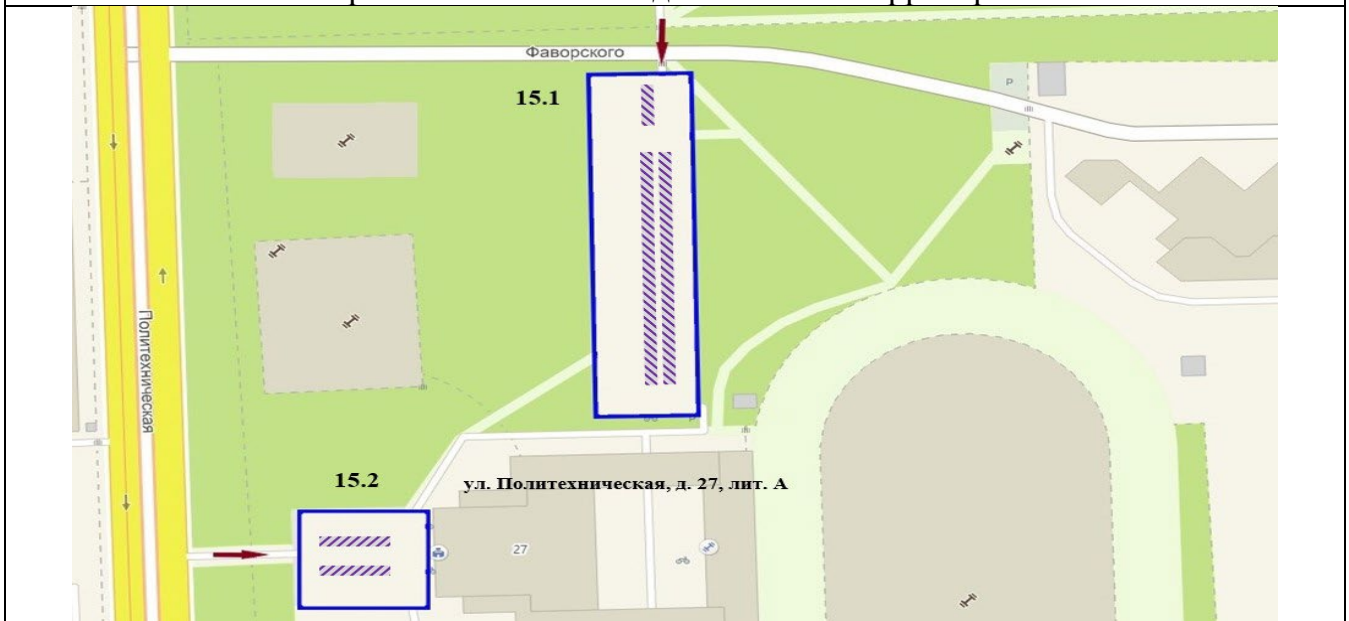 Фаворского
15.1
P
Политехническая
15.2
ул. Политехническая, д. 27, лит. А
27